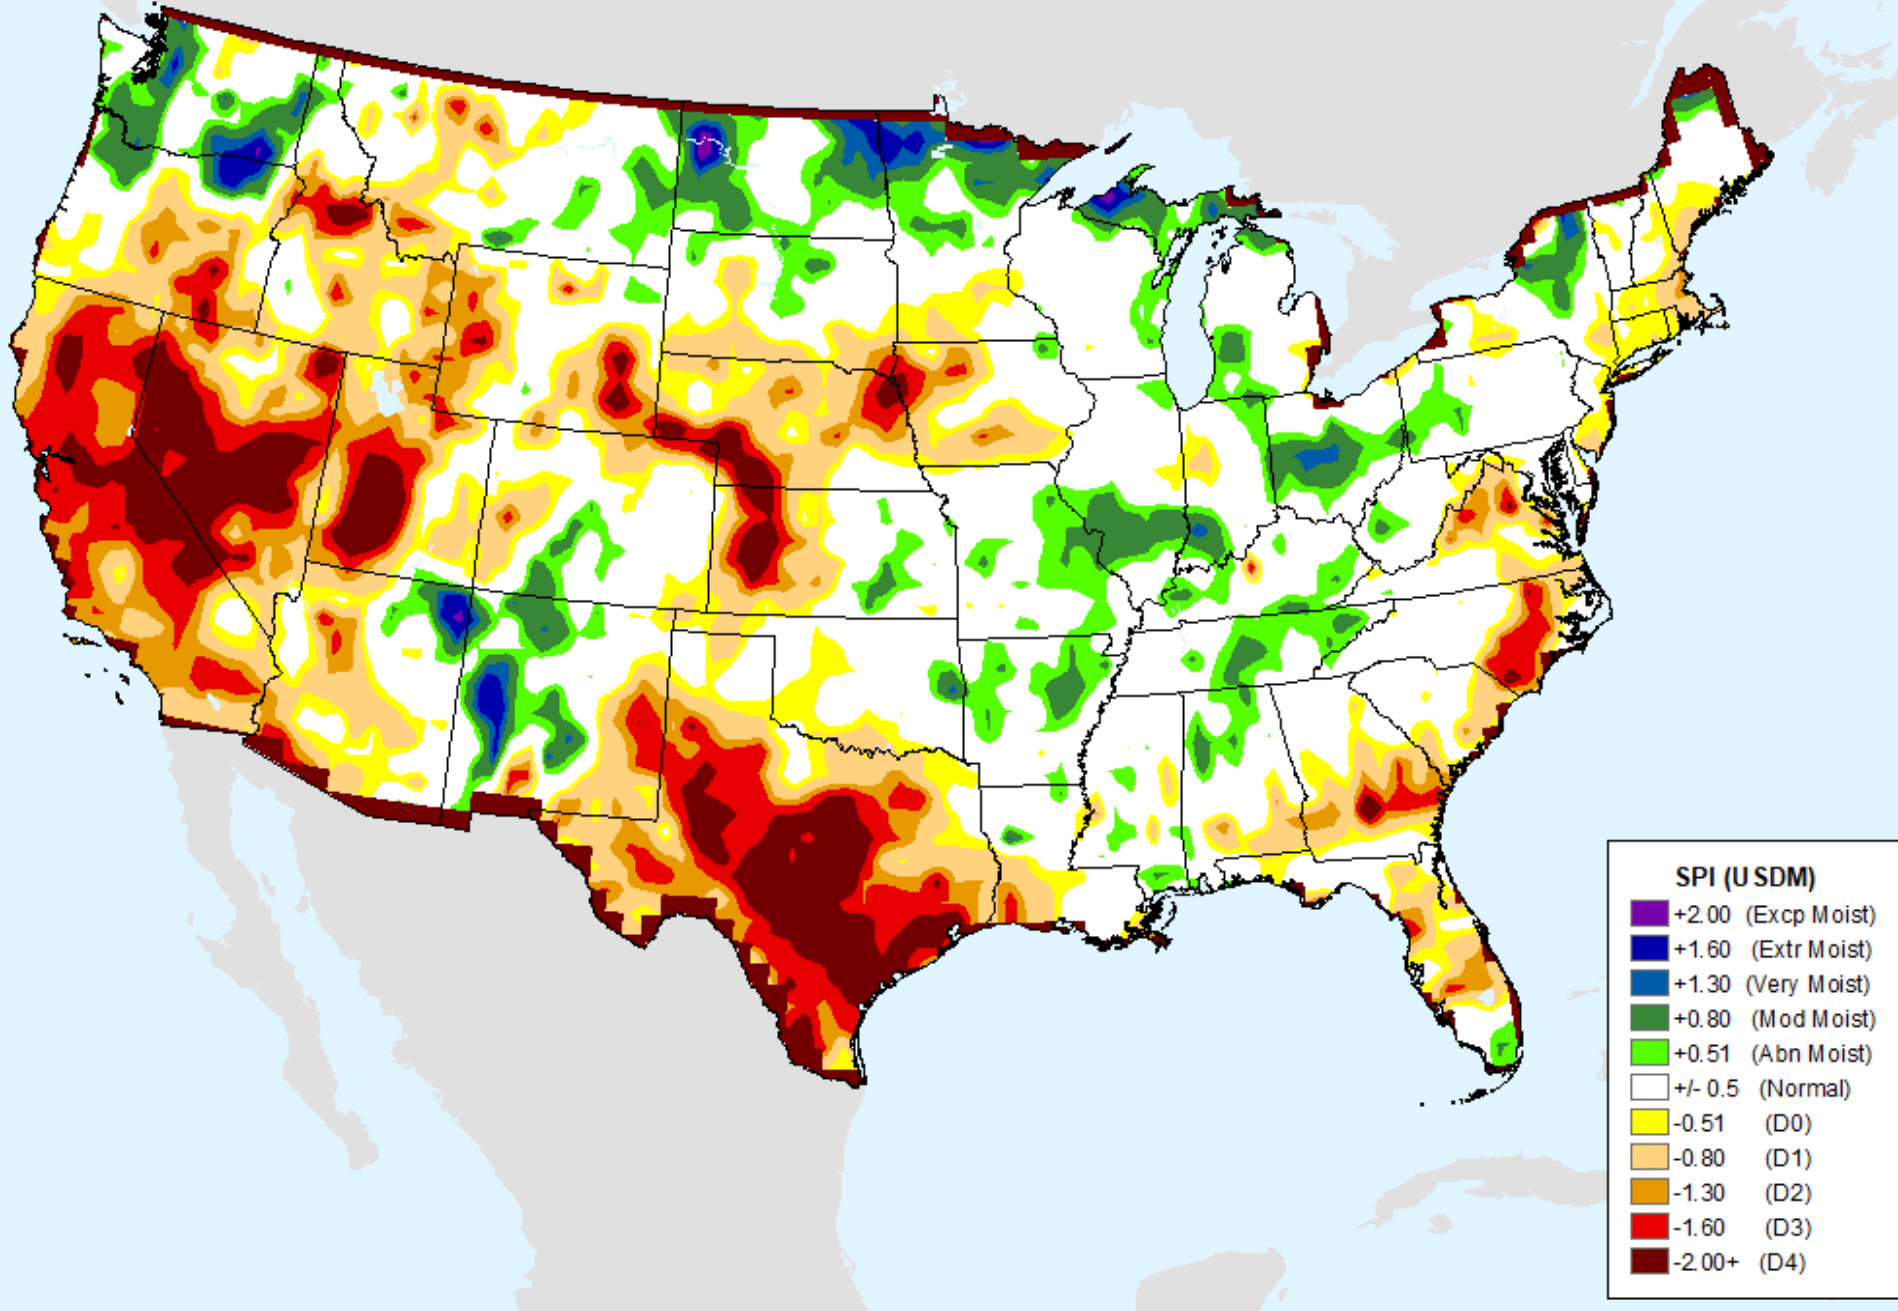 SPI (USDM)
+2.00 (Excp Moist)
+1.60 (Extr Moist)
+1.30 (Very Moist)
+0.80 (Mod Moist)
+0.51 (Abn Moist)
+/- 0.5 (Normal)
-0.51 (D0)
-0.80 (D1)
-1.30 (D2)
-1.60 (D3)
-2.00+ (D4)